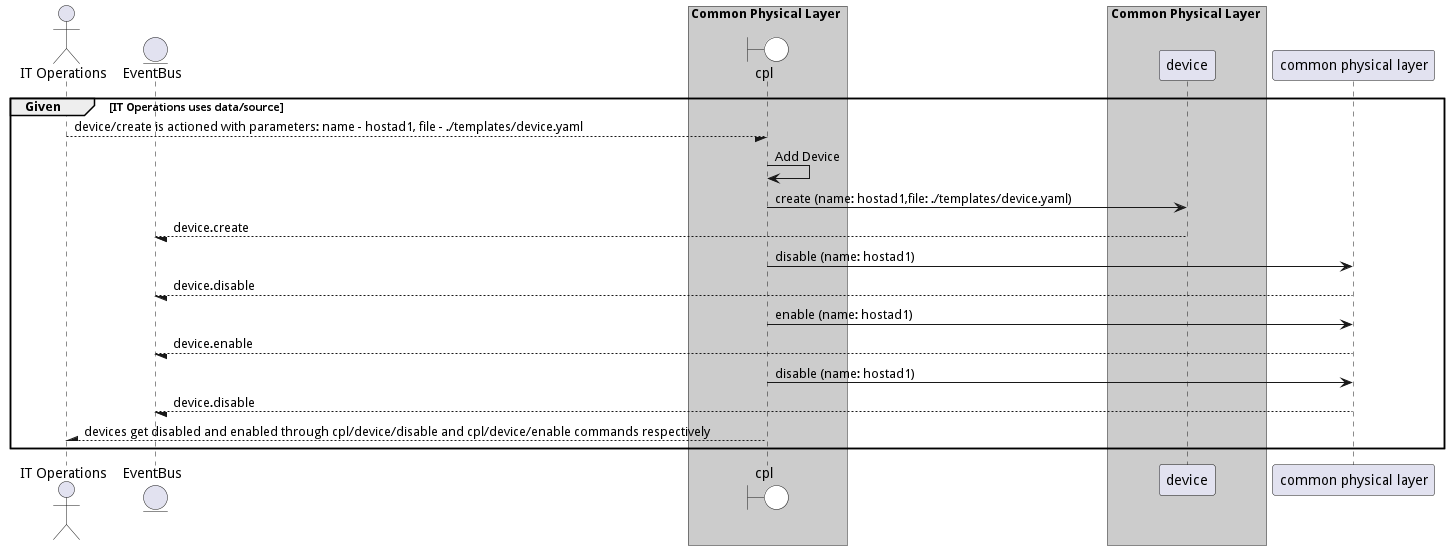 Common Physical Layer
Common Physical Layer
IT Operations
EventBus
cpl
device
common physical layer
Given
[IT Operations uses data/source]
device/create is actioned with parameters: name - hostad1, file - ./templates/device.yaml
Add Device
create (name: hostad1,file: ./templates/device.yaml)
device.create
disable (name: hostad1)
device.disable
enable (name: hostad1)
device.enable
disable (name: hostad1)
device.disable
devices get disabled and enabled through cpl/device/disable and cpl/device/enable commands respectively
IT Operations
EventBus
cpl
device
common physical layer